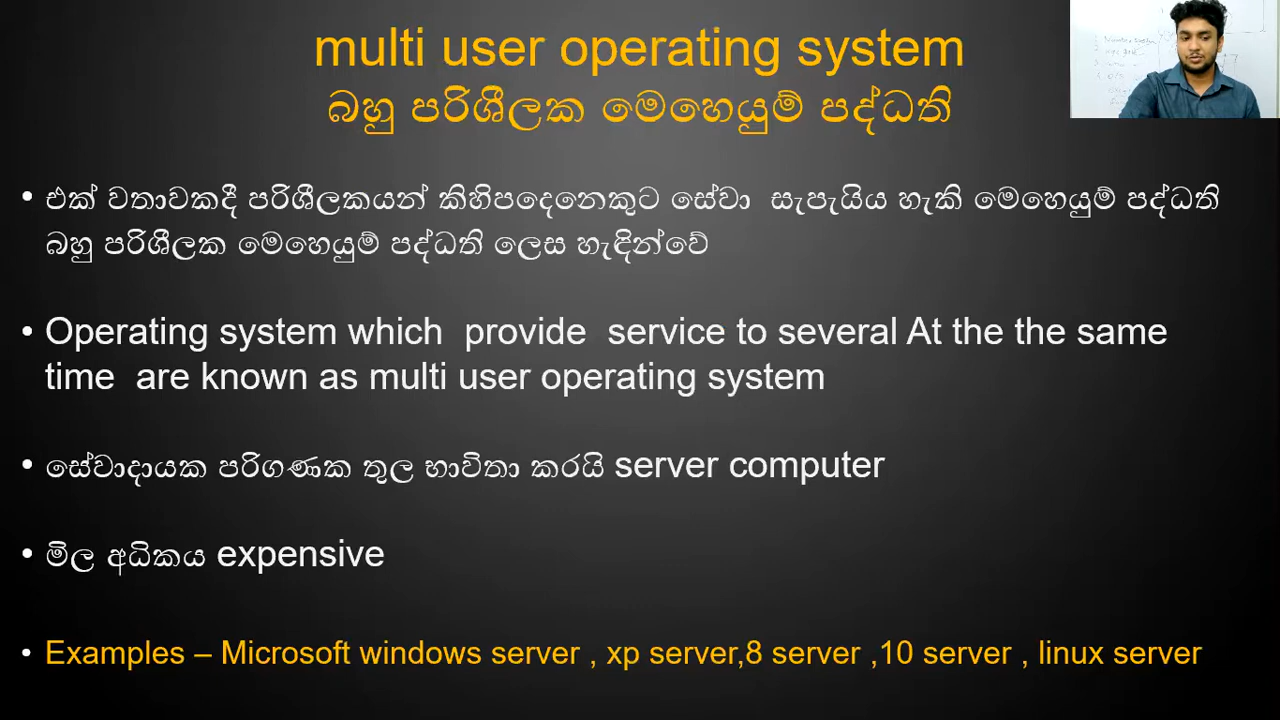 multi user operating system
බහු පරිශීලක මෙහෙයුම් පද්ධති
• එක් වතාවකදී පරිශීලකයන් කිහිපදෙනෙකුට සේවා සැපැයිය හැකි මෙහෙයුම් පද්ධති
බහු පරිශීලක මෙහෙයුම් පද්ධති ලෙස හැඳින්වේ
• Operating system which provide service to several At the the same
time are known as multi user operating system
• සේවාදායක පරිගණක තුල භාවිතා කරයි server computer
• මිල අධිකය expensive
• Examples – Microsoft windows server , xp server,8 server ,10 server , linux server